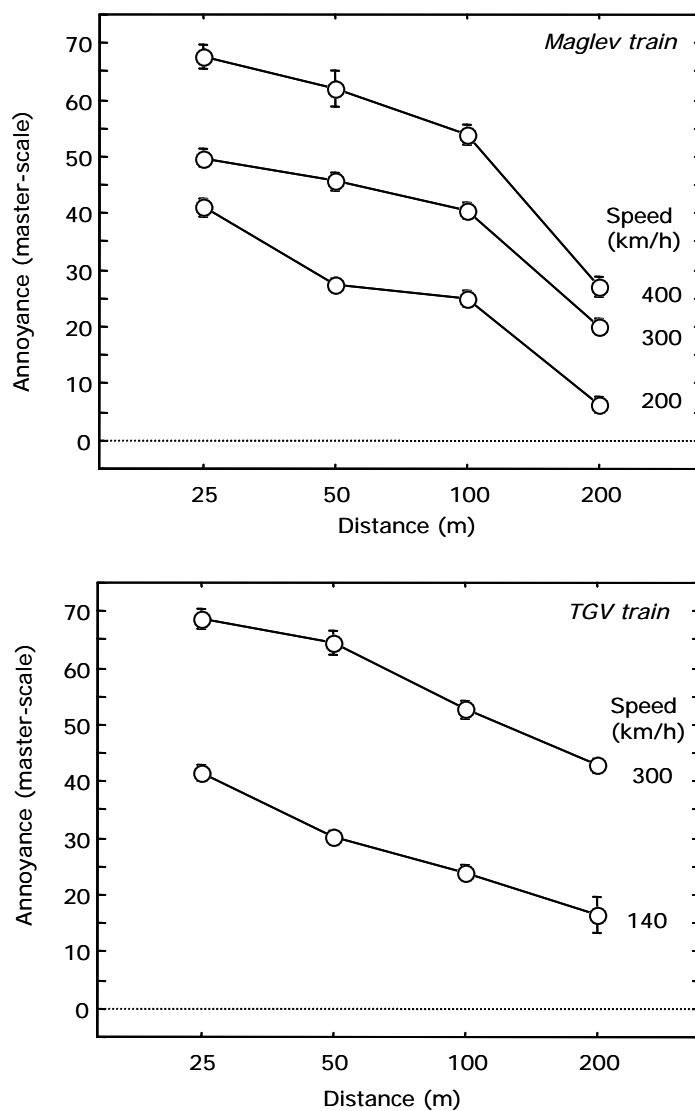 Maglev train
Annoyance (master-scale)
70
60
50
40
30
20
10
0
Speed
(km/h)
400
300
200
25 50 100 200
Distance (m)
TGV train
Annoyance (master-scale)
70
60
50
40
30
20
10
0
Speed
(km/h)
300
140
25 50 100 200
Distance (m)